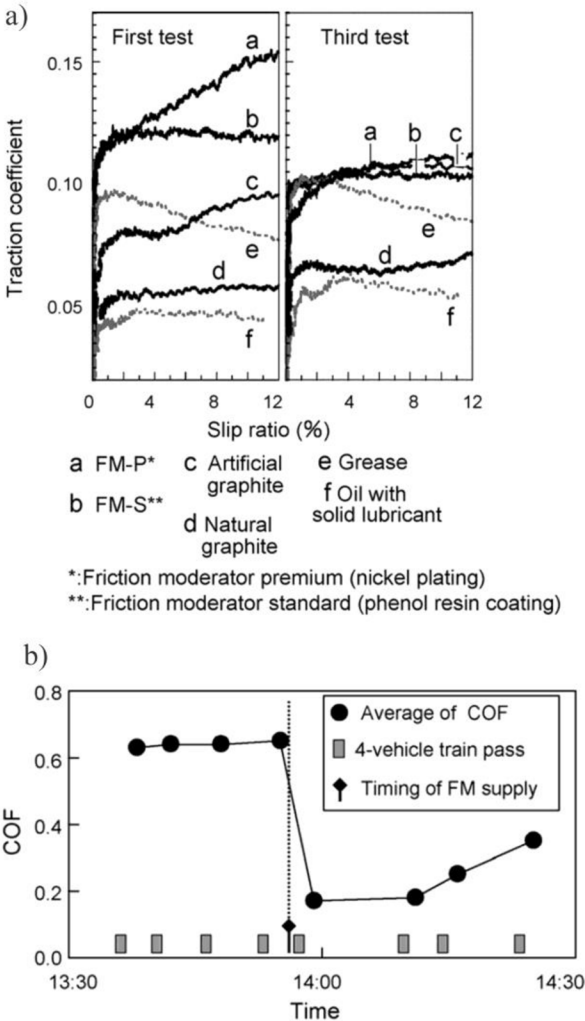 a)
First test
Third test
Traction coefficient
0.15
0.10
0.05
a
b
c
e
d
f
a b c
e
d
f
0 4 8 12 4 8 12
Slip ratio (%)
a FM-P*
b FM-S**
c Artificial
graphite
d Natural
graphite
e Grease
f Oil with
solid lubricant
*:Friction moderator premium (nickel plating)
**:Friction moderator standard (phenol resin coating)
b)
COF
0.8
0.6
0.4
0.2
0.0
Average of COF
4-vehicle train pass
Timing of FM supply
13:30 14:00 14:30
Time